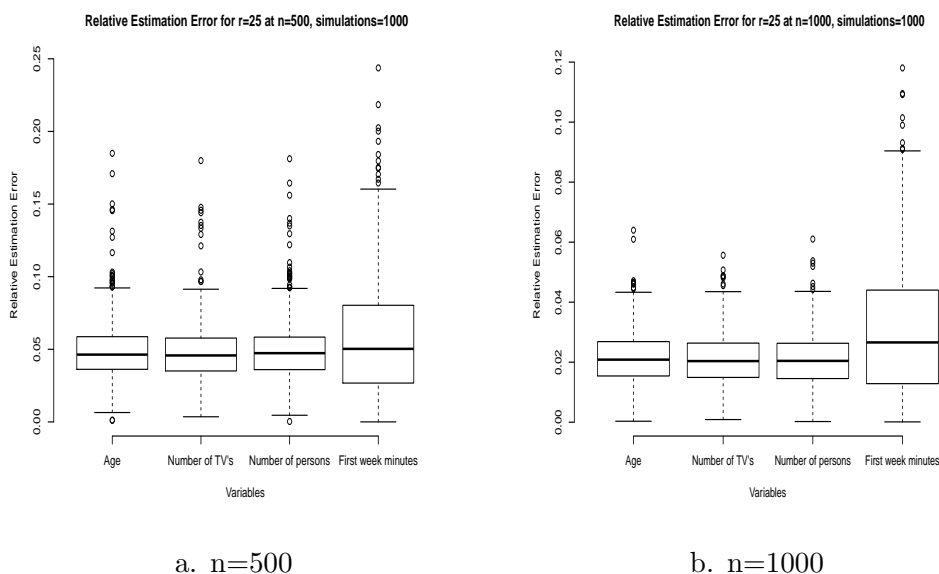 Relative Estimation Error for r=25 at n=500, simulations=1000
Relative Estimation Error
0.25
0.20
0.15
0.10
0.05
0.00
Age
Number of TV's
Number of persons
First week minutes
Variables
a. n=500
Relative Estimation Error for r=25 at n=1000, simulations=1000
Relative Estimation Error
0.12
0.10
0.08
0.06
0.04
0.02
0.00
Age
Number of TV's
Number of persons
First week minutes
Variables
b. n=1000